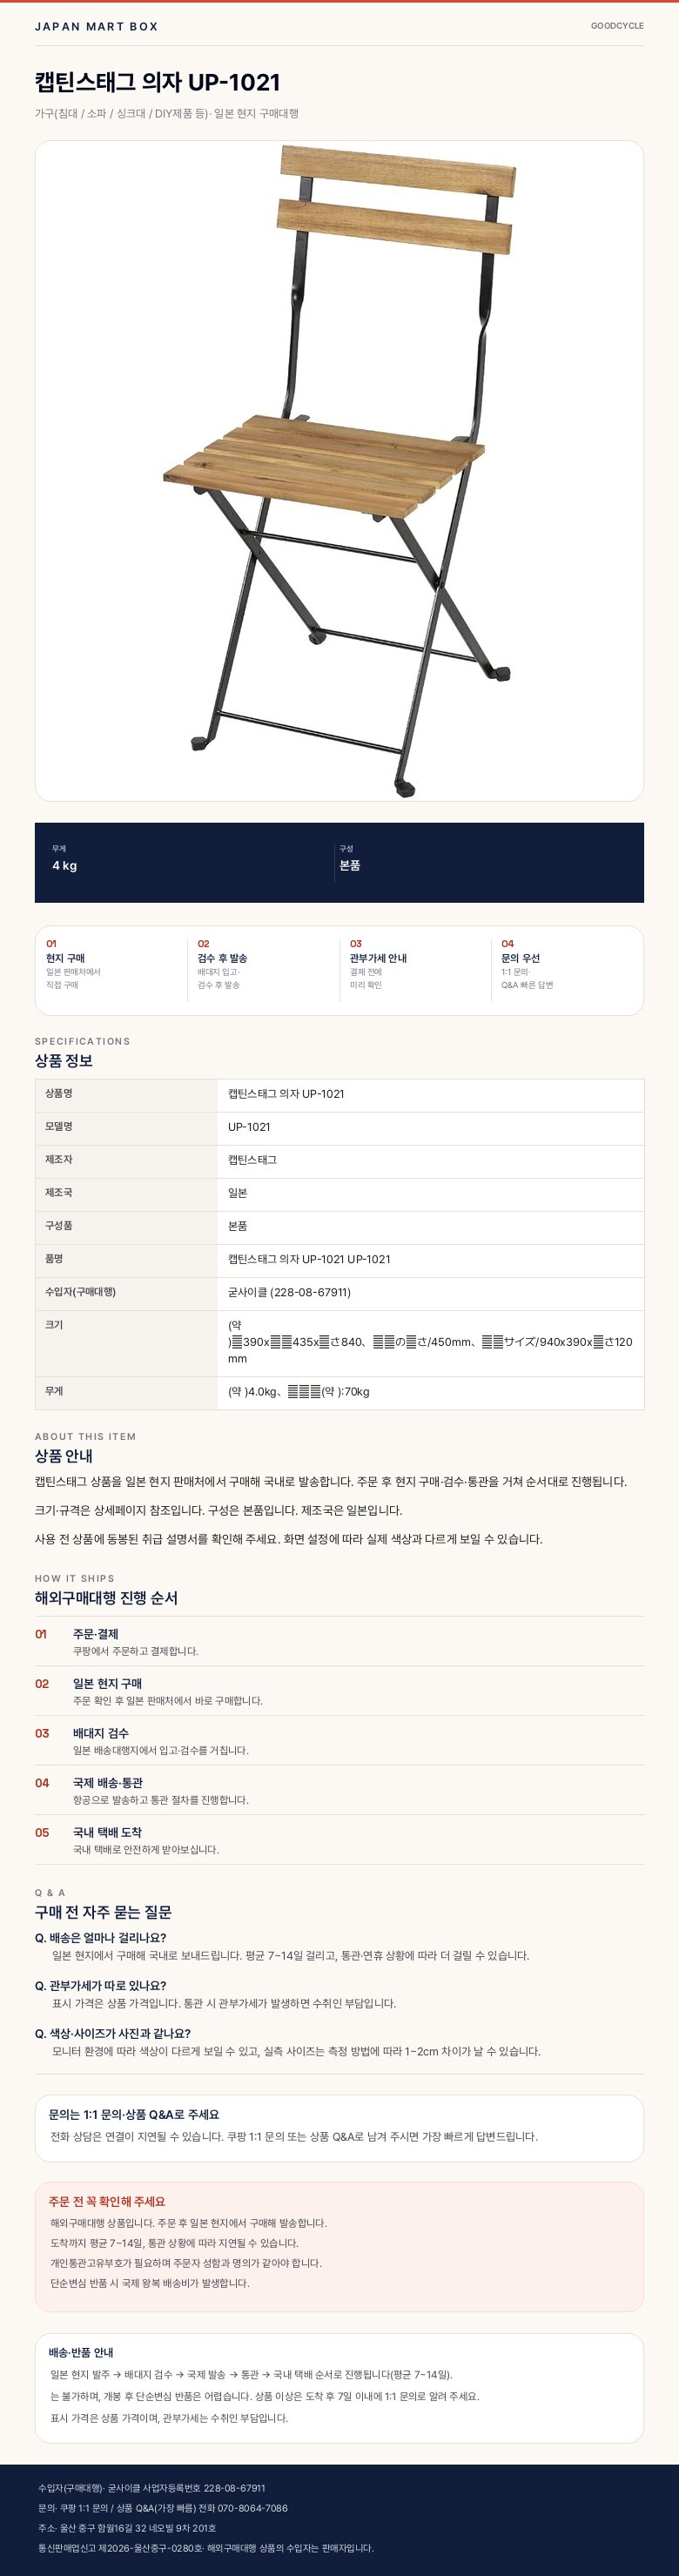 JAPAN MART BOX
GOODCYCLE
캡틴스태그 의자 UP-1021
가구(침대 / 소파 / 싱크대 / DIY제품 등)· 일본 현지 구매대행
무게
4 kg
구성
본품
01
현지 구매
일본 판매처에서
직접 구매
02
검수 후 발송
배대지 입고·
검수 후 발송
03
관부가세 안내
결제 전에
미리 확인
04
문의 우선
1:1 문의·
Q&A 빠른 답변
SPECIFICATIONS
상품 정보
상품명 캡틴스태그 의자 UP-1021
모델명 UP-1021
제조자 캡틴스태그
제조국 일본
구성품 본품
품명 캡틴스태그 의자 UP-1021 UP-1021
수입자(구매대행) 굳사이클 (228-08-67911)
크기 (약
)390x435x さ840、の さ/450mm、サイズ/940x390x さ120
mm
무게 (약 )4.0kg、(약 ):70kg
ABOUT THIS ITEM
상품 안내
캡틴스태그 상품을 일본 현지 판매처에서 구매해 국내로 발송합니다. 주문 후 현지 구매·검수·통관을 거쳐 순서대로 진행됩니다.
크기·규격은 상세페이지 참조입니다. 구성은 본품입니다. 제조국은 일본입니다.
사용 전 상품에 동봉된 취급 설명서를 확인해 주세요. 화면 설정에 따라 실제 색상과 다르게 보일 수 있습니다.
HOW IT SHIPS
해외구매대행 진행 순서
01 주문·결제
쿠팡에서 주문하고 결제합니다.
02 일본 현지 구매
주문 확인 후 일본 판매처에서 바로 구매합니다.
03 배대지 검수
일본 배송대행지에서 입고·검수를 거칩니다.
04 국제 배송·통관
항공으로 발송하고 통관 절차를 진행합니다.
05 국내 택배 도착
국내 택배로 안전하게 받아보십니다.
Q & A
구매 전 자주 묻는 질문
Q. 배송은 얼마나 걸리나요?
일본 현지에서 구매해 국내로 보내드립니다. 평균 7~14일 걸리고, 통관·연휴 상황에 따라 더 걸릴 수 있습니다.
Q. 관부가세가 따로 있나요?
표시 가격은 상품 가격입니다. 통관 시 관부가세가 발생하면 수취인 부담입니다.
Q. 색상·사이즈가 사진과 같나요?
모니터 환경에 따라 색상이 다르게 보일 수 있고, 실측 사이즈는 측정 방법에 따라 1~2cm 차이가 날 수 있습니다.
문의는 1:1 문의·상품 Q&A로 주세요
전화 상담은 연결이 지연될 수 있습니다. 쿠팡 1:1 문의 또는 상품 Q&A로 남겨 주시면 가장 빠르게 답변드립니다.
주문 전 꼭 확인해 주세요
해외구매대행 상품입니다. 주문 후 일본 현지에서 구매해 발송합니다.
도착까지 평균 7~14일, 통관 상황에 따라 지연될 수 있습니다.
개인통관고유부호가 필요하며 주문자 성함과 명의가 같아야 합니다.
단순변심 반품 시 국제 왕복 배송비가 발생합니다.
배송·반품 안내
일본 현지 발주 → 배대지 검수 → 국제 발송 → 통관 → 국내 택배 순서로 진행됩니다(평균 7~14일).
는 불가하며, 개봉 후 단순변심 반품은 어렵습니다. 상품 이상은 도착 후 7일 이내에 1:1 문의로 알려 주세요.
표시 가격은 상품 가격이며, 관부가세는 수취인 부담입니다.
수입자(구매대행)· 굳사이클 사업자등록번호 228-08-67911
문의· 쿠팡 1:1 문의 / 상품 Q&A(가장 빠름) 전화 070-8064-7086
주소· 울산 중구 함월16길 32 네오빌 9차 201호
통신판매업신고 제2026-울산중구-0280호· 해외구매대행 상품의 수입자는 판매자입니다.